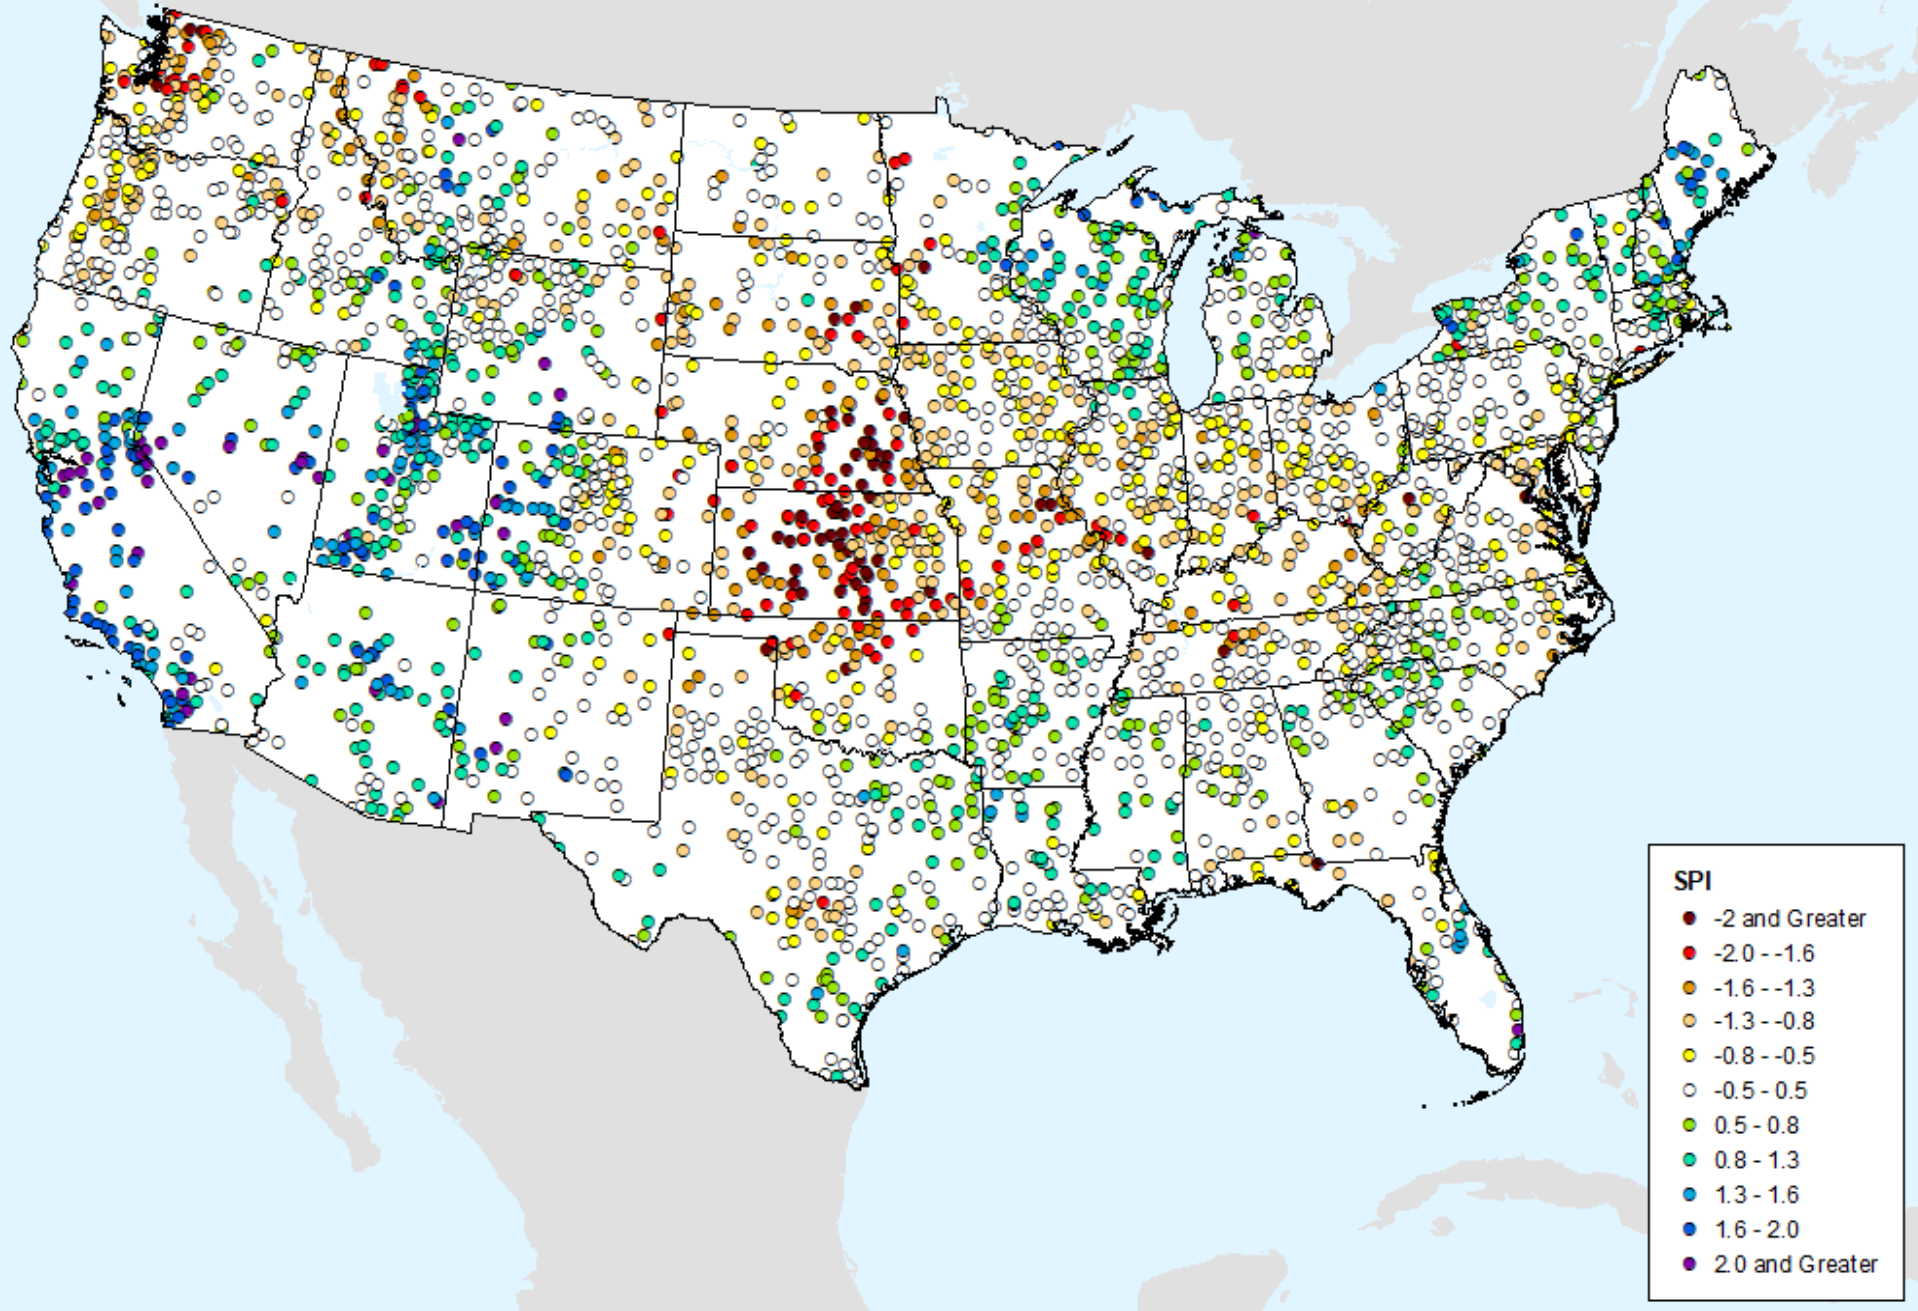 SPI
-2 and Greater
-2.0 - -1.6
-1.6 - -1.3
-1.3 - -0.8
-0.8 - -0.5
-0.5 - 0.5
0.5 - 0.8
0.8 - 1.3
1.3 - 1.6
1.6 - 2.0
2.0 and Greater